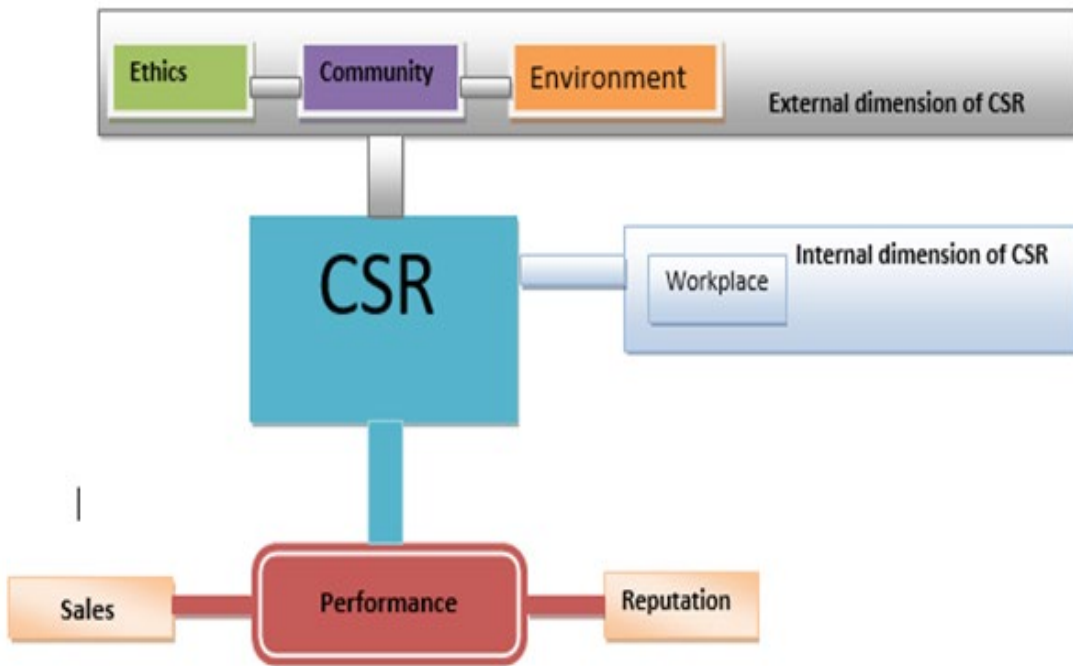 Ethics
Community
Environment
External dimension of CSR
CSR
Internal dimension of CSR
Workplace
Sales
Performance
Reputation